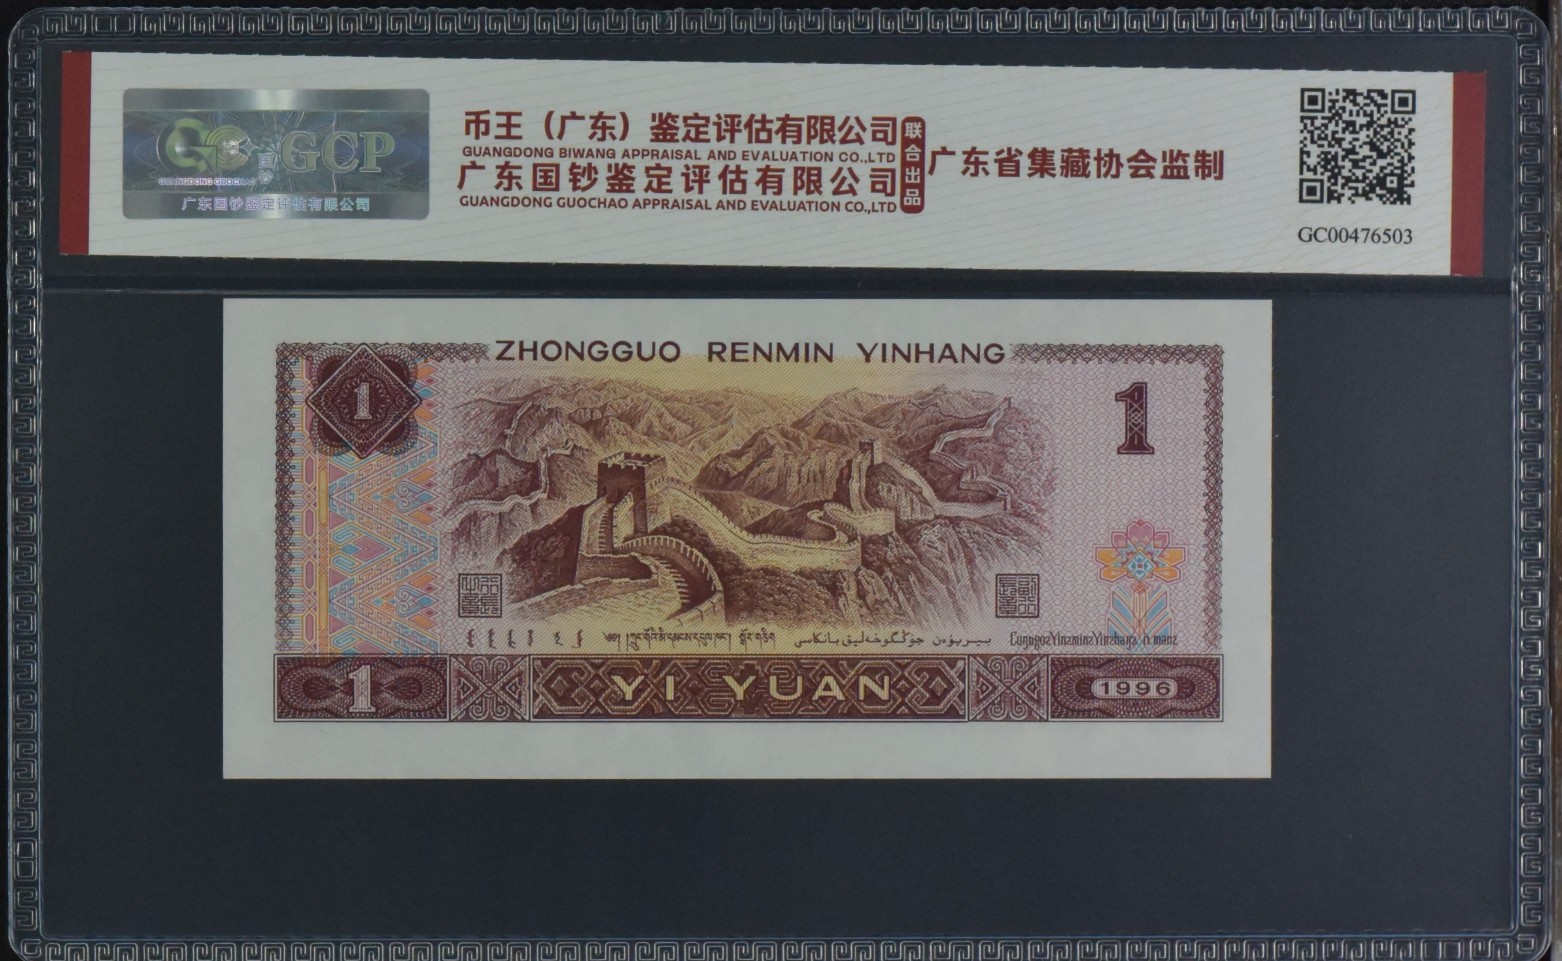 GCP
GUANGDONG GUOCHAO
广东国钞鉴定评估有限公司
币王（广东）鉴定评估有限公司
GUANGDONG BIWANG APPRAISAL AND EVALUATION CO.,LTD
广东国钞鉴定评估有限公司
GUANGDONG GUOCHAO APPRAISAL AND EVALUATION CO.,LTD
联合出品
广东省集藏协会监制
GC00476503
ZHONGGUO RENMIN YINHANG
1
1
1
YI YUAN
1996